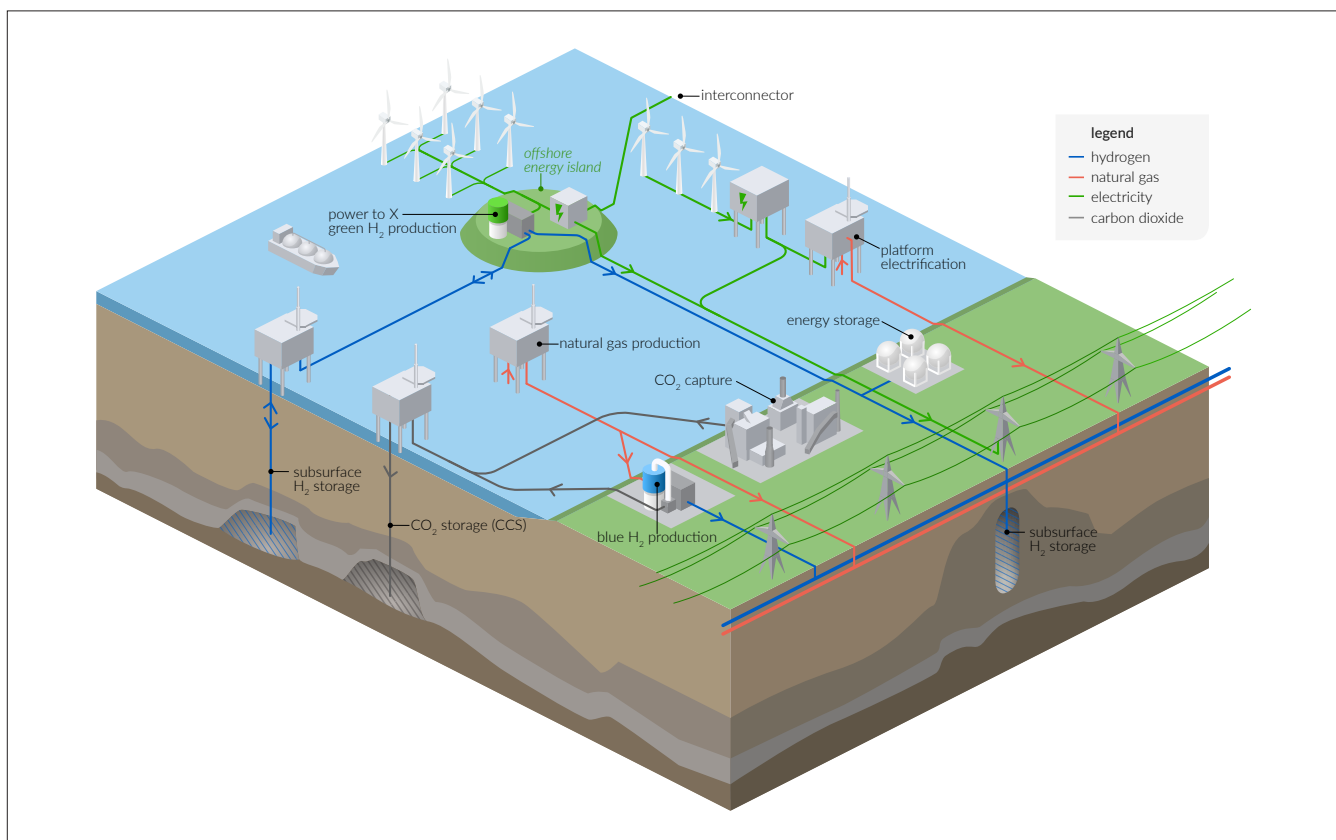 interconnector
legend
hydrogen
natural gas
electricity
carbon dioxide
offshore
energy island
power to X
green H₂ production
platform
electrification
energy storage
natural gas production
CO₂ capture
subsurface
H₂ storage
CO₂ storage (CCS)
blue H₂ production
subsurface
H₂ storage